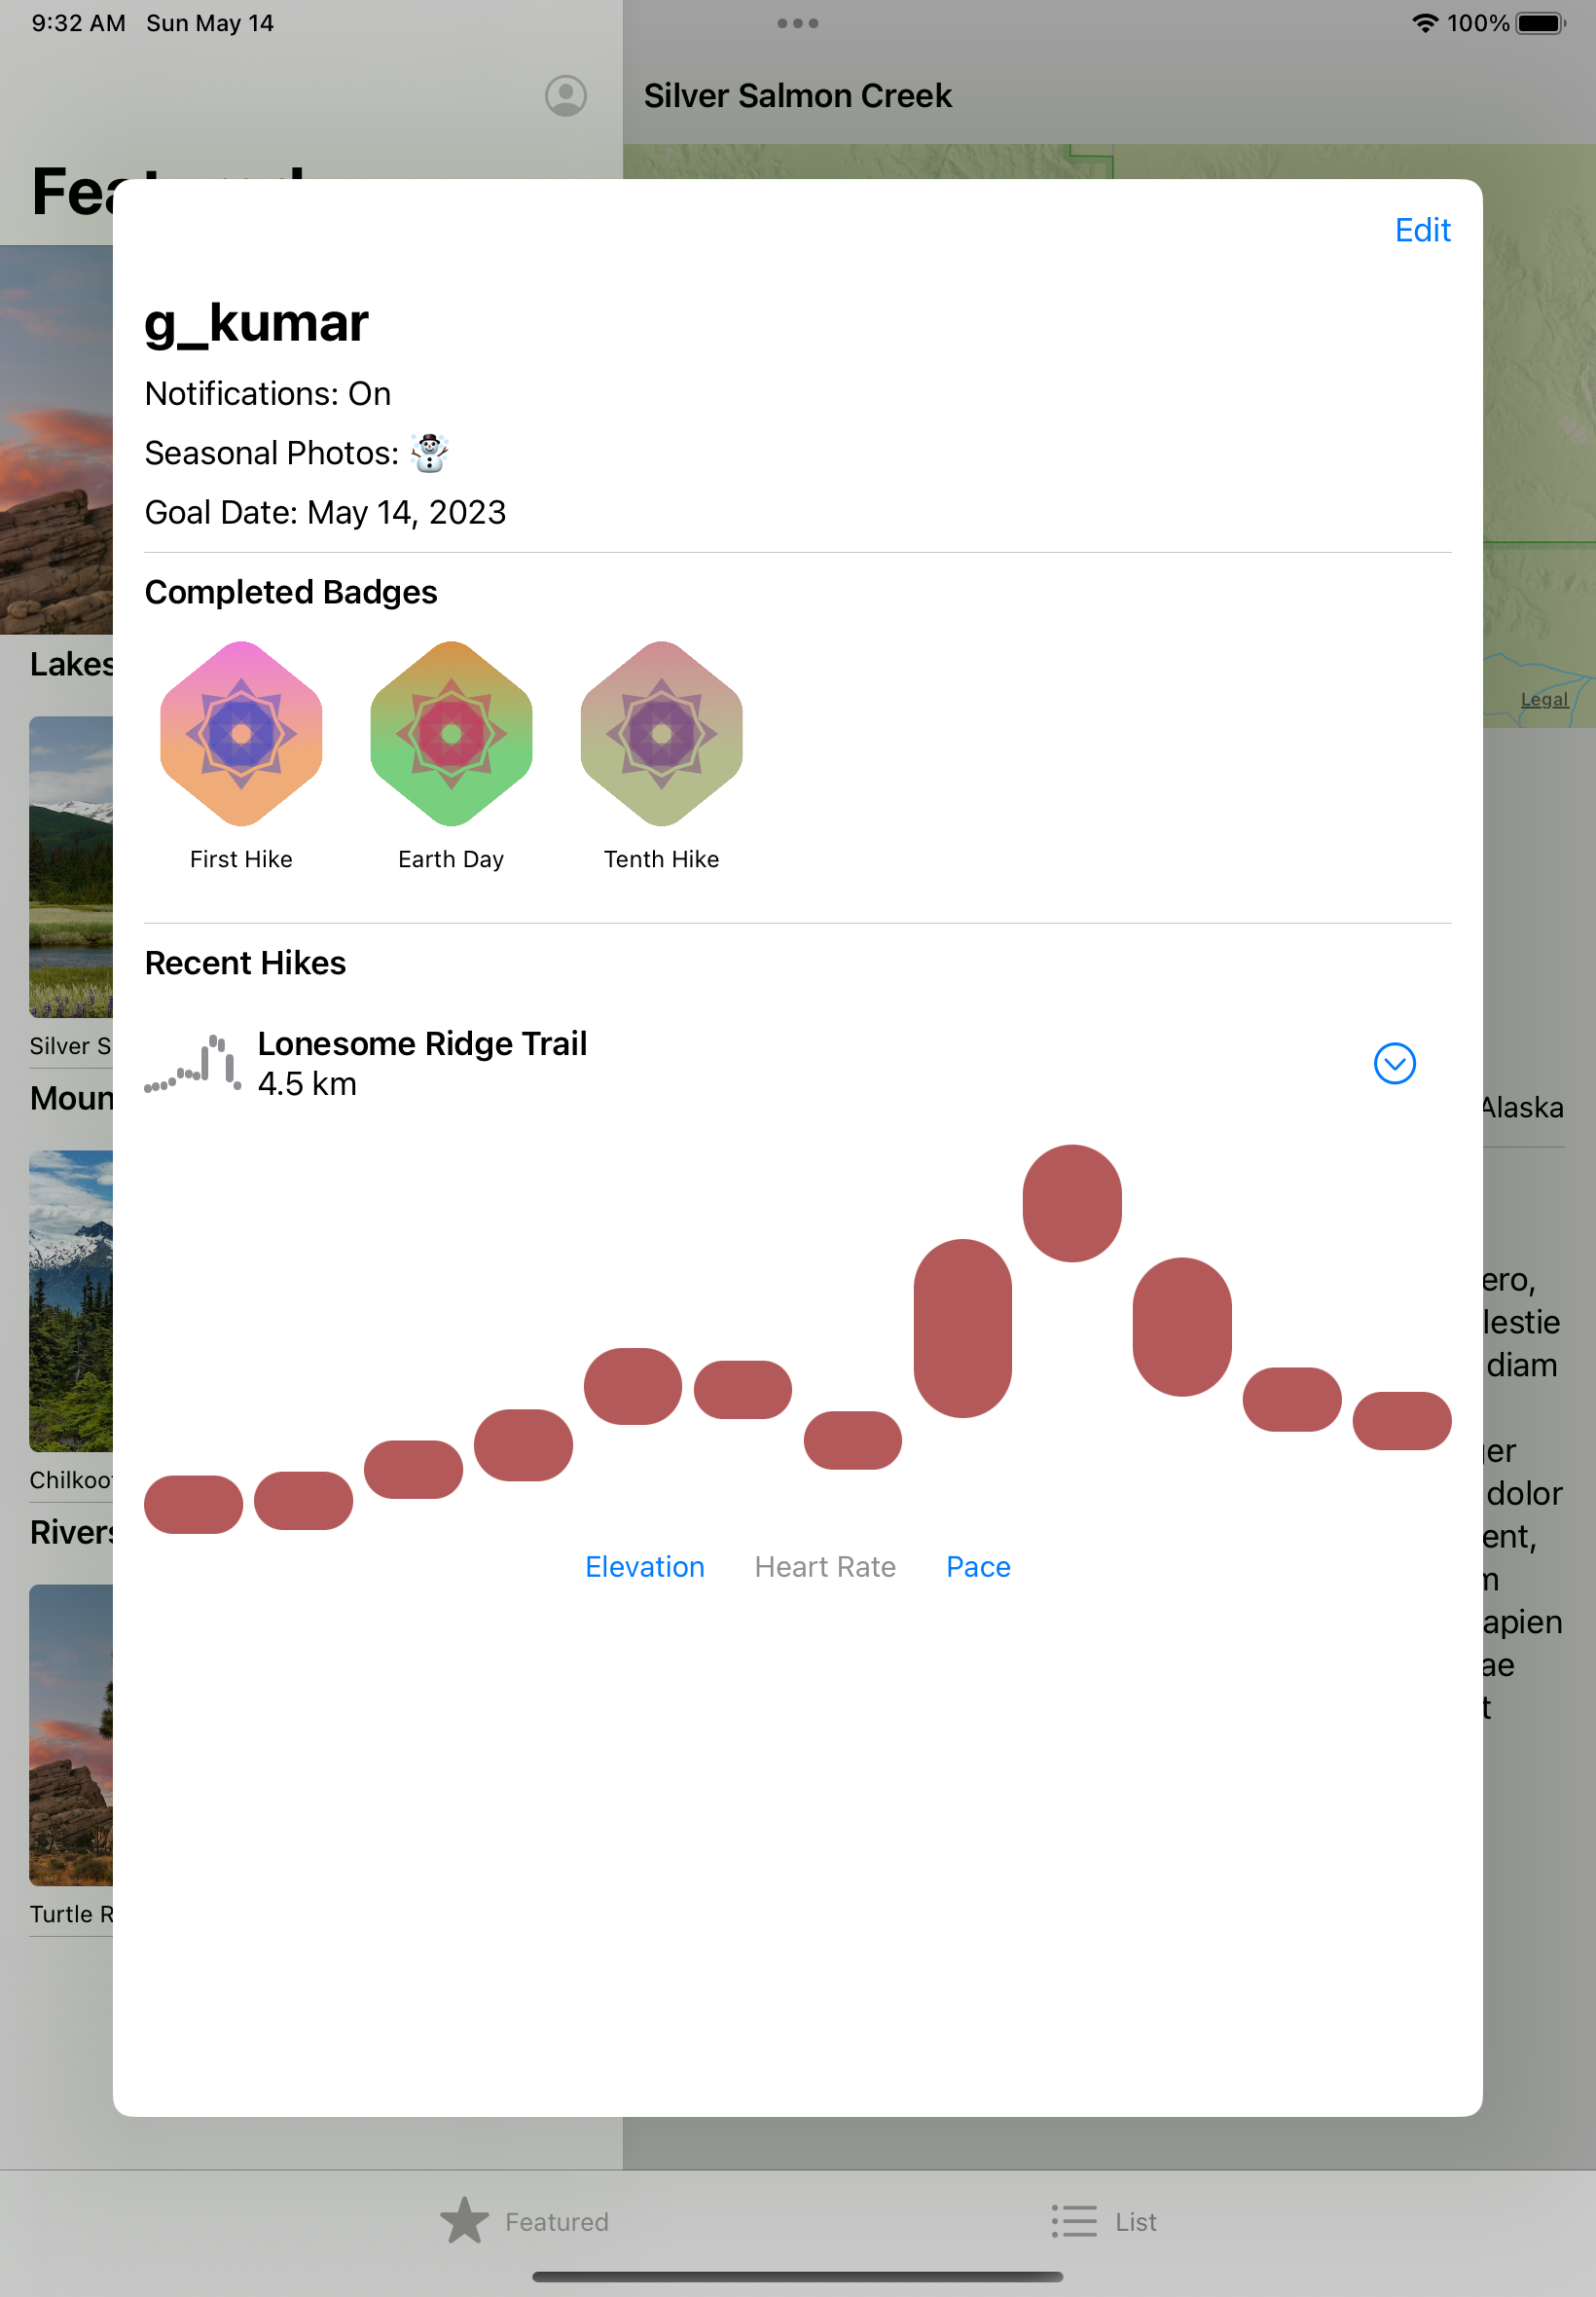 9:32 AM Sun May 14
100%
Silver Salmon Creek
Edit
g_kumar
Notifications: On
Seasonal Photos: ☃️
Goal Date: May 14, 2023
Completed Badges
Lakes
Legal
First Hike
Earth Day
Tenth Hike
Recent Hikes
Lonesome Ridge Trail
4.5 km
Silver S
Moun
Alaska
ero,
lestie
diam
Chilkoo
ger
dolor
Rivers
ent,
Elevation
Heart Rate
Pace
m
apien
ae
t
Turtle R
Featured
List